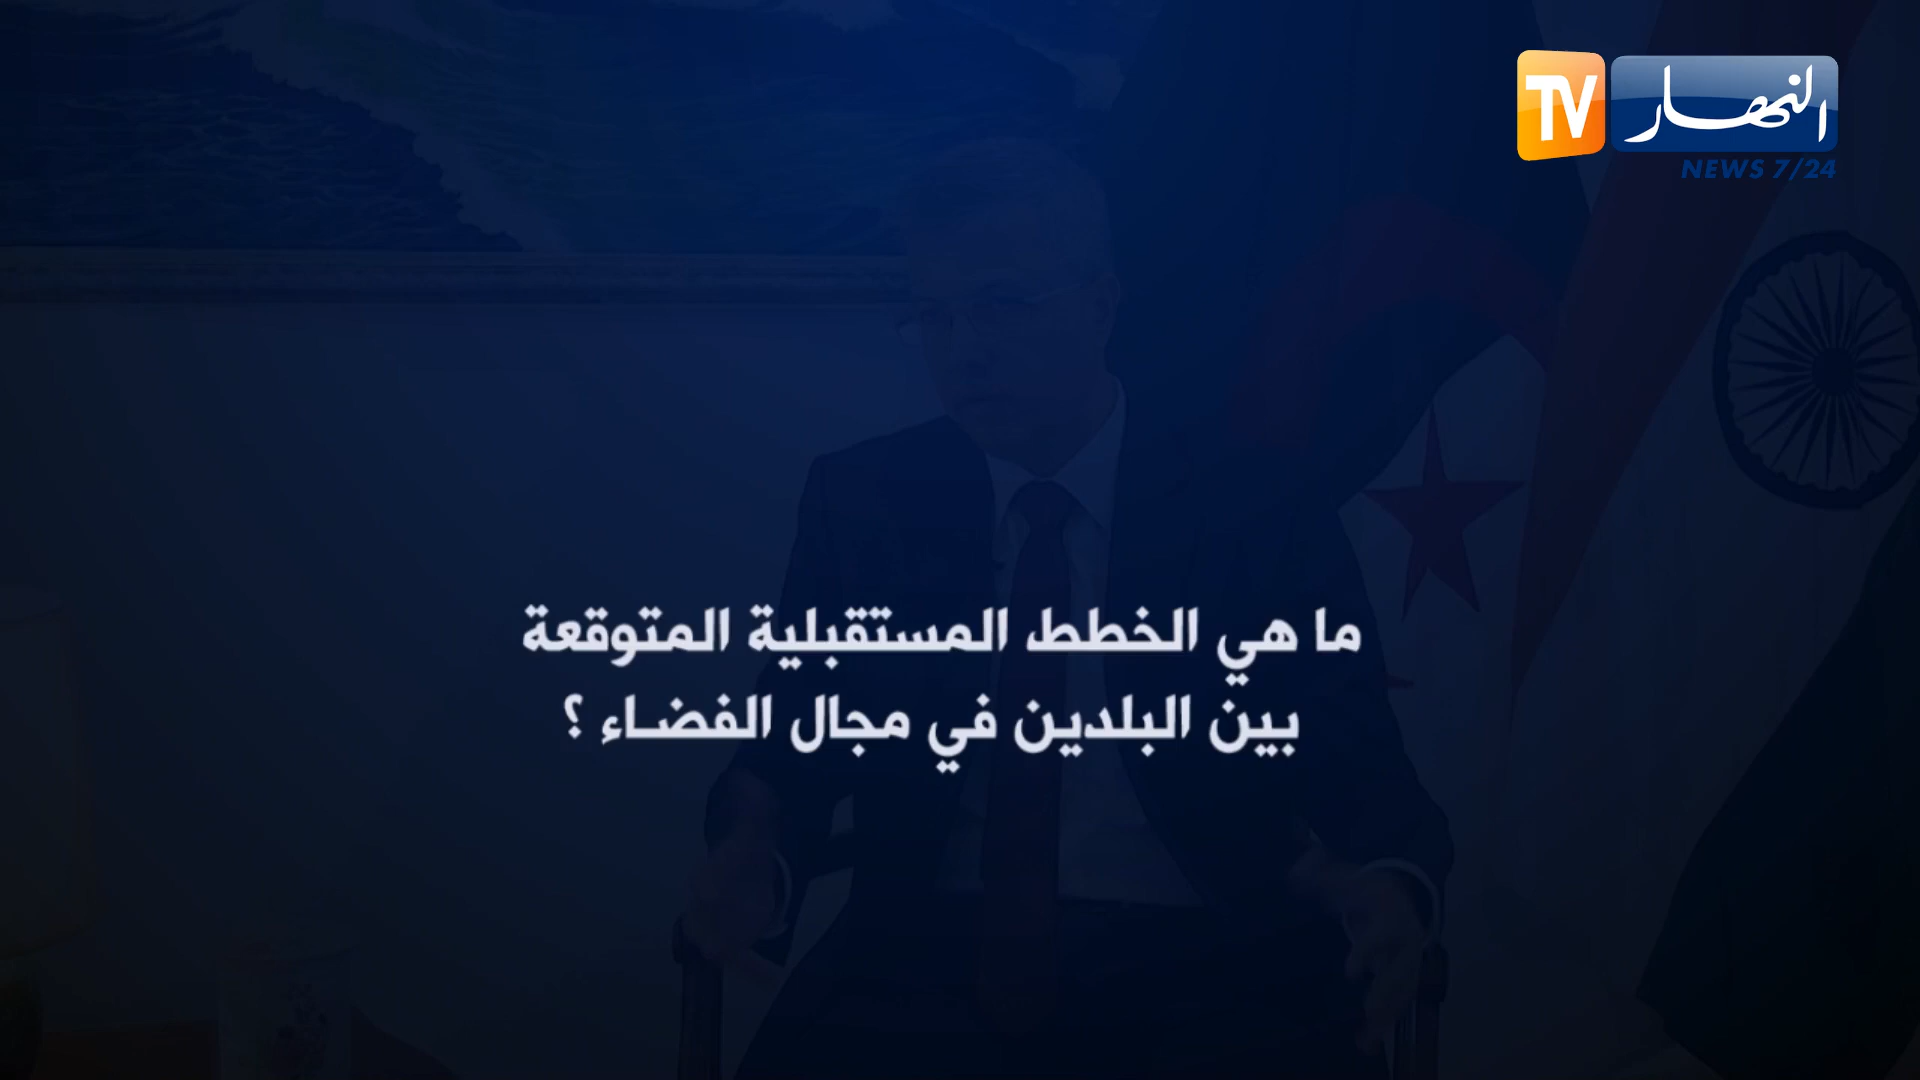 TV النهار
NEWS 7/24
ما هي الخطط المستقبلية المتوقعة
بين البلدين في مجال الفضاء ؟